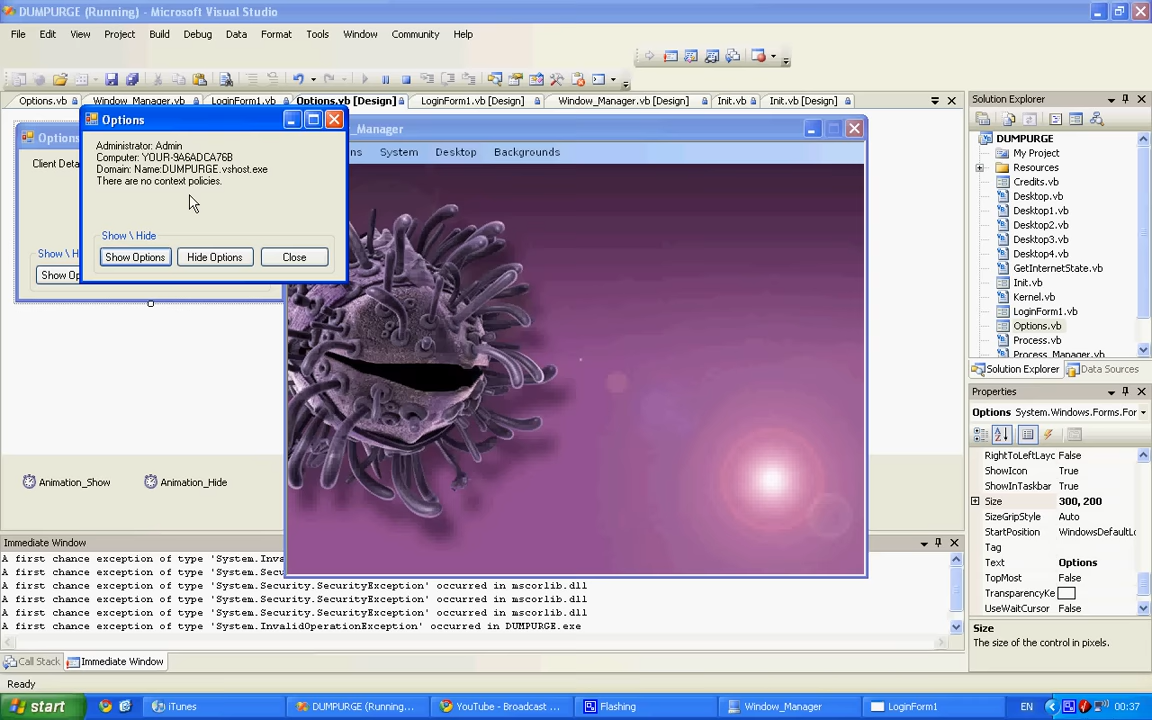 DUMPURGE (Running) - Microsoft Visual Studio
File Edit View Project Build Debug Data Format Tools Window Community Help
Options.vb Window_Manager.vb LoginForm1.vb Options.vb [Design] LoginForm1.vb [Design] Window_Manager.vb [Design] Init.vb Init.vb [Design]
Options
Client Deta
Show \ H
Show Op
Options
Administrator: Admin
Computer: YOUR-9A6ADCA76B
Domain: Name:DUMPURGE.vshost.exe
There are no context policies.
Show \ Hide
Show Options Hide Options Close
_Manager
ns System Desktop Backgrounds
Animation_Show Animation_Hide
Solution Explorer
DUMPURGE
My Project
Resources
Credits.vb
Desktop.vb
Desktop1.vb
Desktop2.vb
Desktop3.vb
Desktop4.vb
GetInternetState.vb
Init.vb
Kernel.vb
LoginForm1.vb
Options.vb
Process.vb
Process_Manager.vb
Solution Explorer Data Sources
Properties
Options System.Windows.Forms.For
RightToLeftLayc False
ShowIcon True
ShowInTaskbar True
Size 300, 200
SizeGripStyle Auto
StartPosition WindowsDefaultLo
Tag
Text Options
TopMost False
TransparencyKe
UseWaitCursor False
Size
The size of the control in pixels.
Immediate Window
A first chance exception of type 'System.Inva
A first chance exception of type 'System.Secu
A first chance exception of type 'System.Security.SecurityException' occurred in mscorlib.dll
A first chance exception of type 'System.Security.SecurityException' occurred in mscorlib.dll
A first chance exception of type 'System.Security.SecurityException' occurred in mscorlib.dll
A first chance exception of type 'System.InvalidOperationException' occurred in DUMPURGE.exe
Call Stack Immediate Window
Ready
start iTunes DUMPURGE (Running... YouTube - Broadcast ... Flashing Window_Manager LoginForm1 EN 00:37